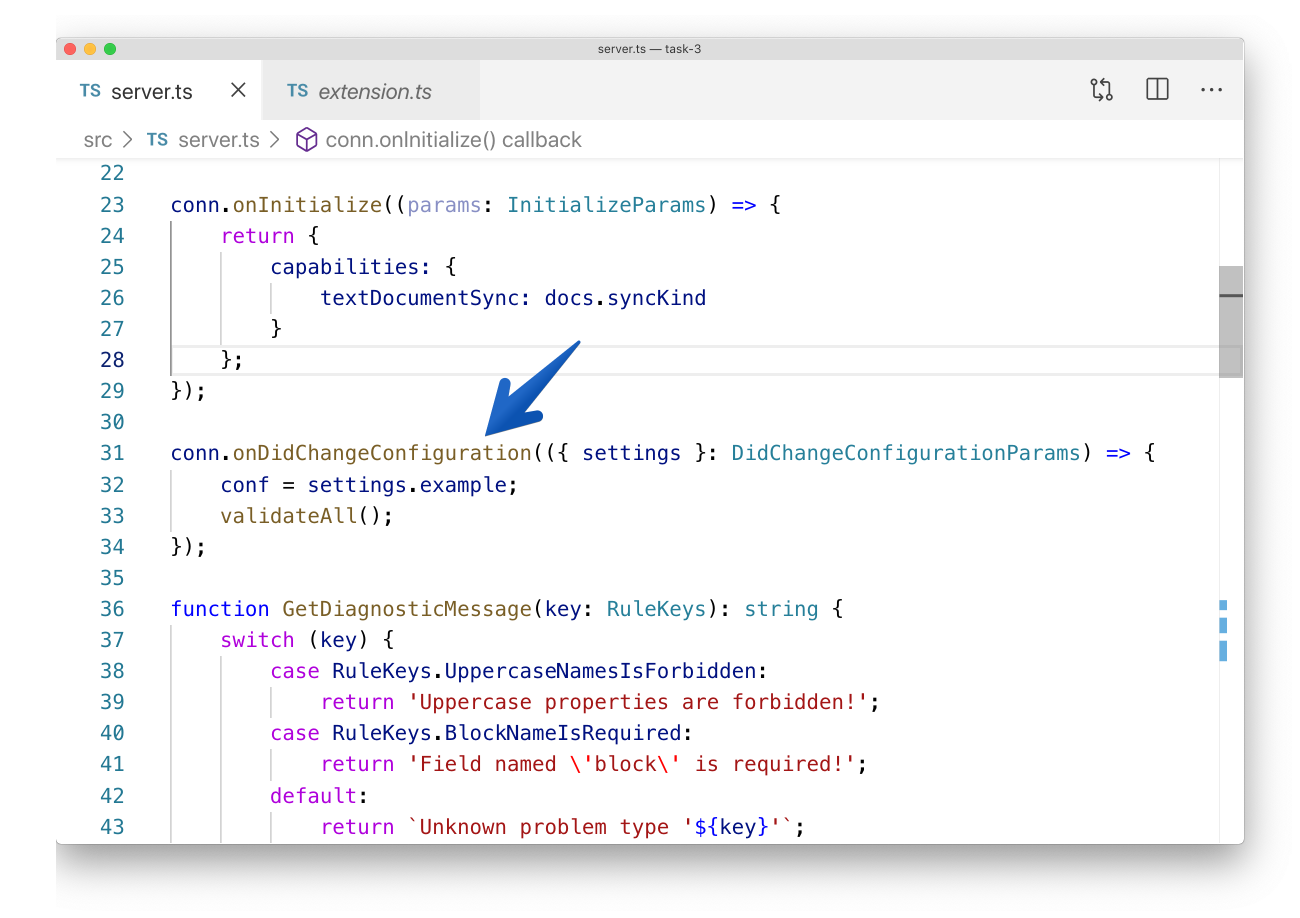 server.ts — task-3
TS server.ts TS extension.ts
src > TS server.ts > conn.onInitialize() callback
22
23 conn.onInitialize((params: InitializeParams) => {
24     return {
25         capabilities: {
26             textDocumentSync: docs.syncKind
27         }
28     };
29 });
30
31 conn.onDidChangeConfiguration(({ settings }: DidChangeConfigurationParams) => {
32     conf = settings.example;
33     validateAll();
34 });
35
36 function GetDiagnosticMessage(key: RuleKeys): string {
37     switch (key) {
38         case RuleKeys.UppercaseNamesIsForbidden:
39             return 'Uppercase properties are forbidden!';
40         case RuleKeys.BlockNameIsRequired:
41             return 'Field named \'block\' is required!';
42         default:
43             return `Unknown problem type '${key}'`;